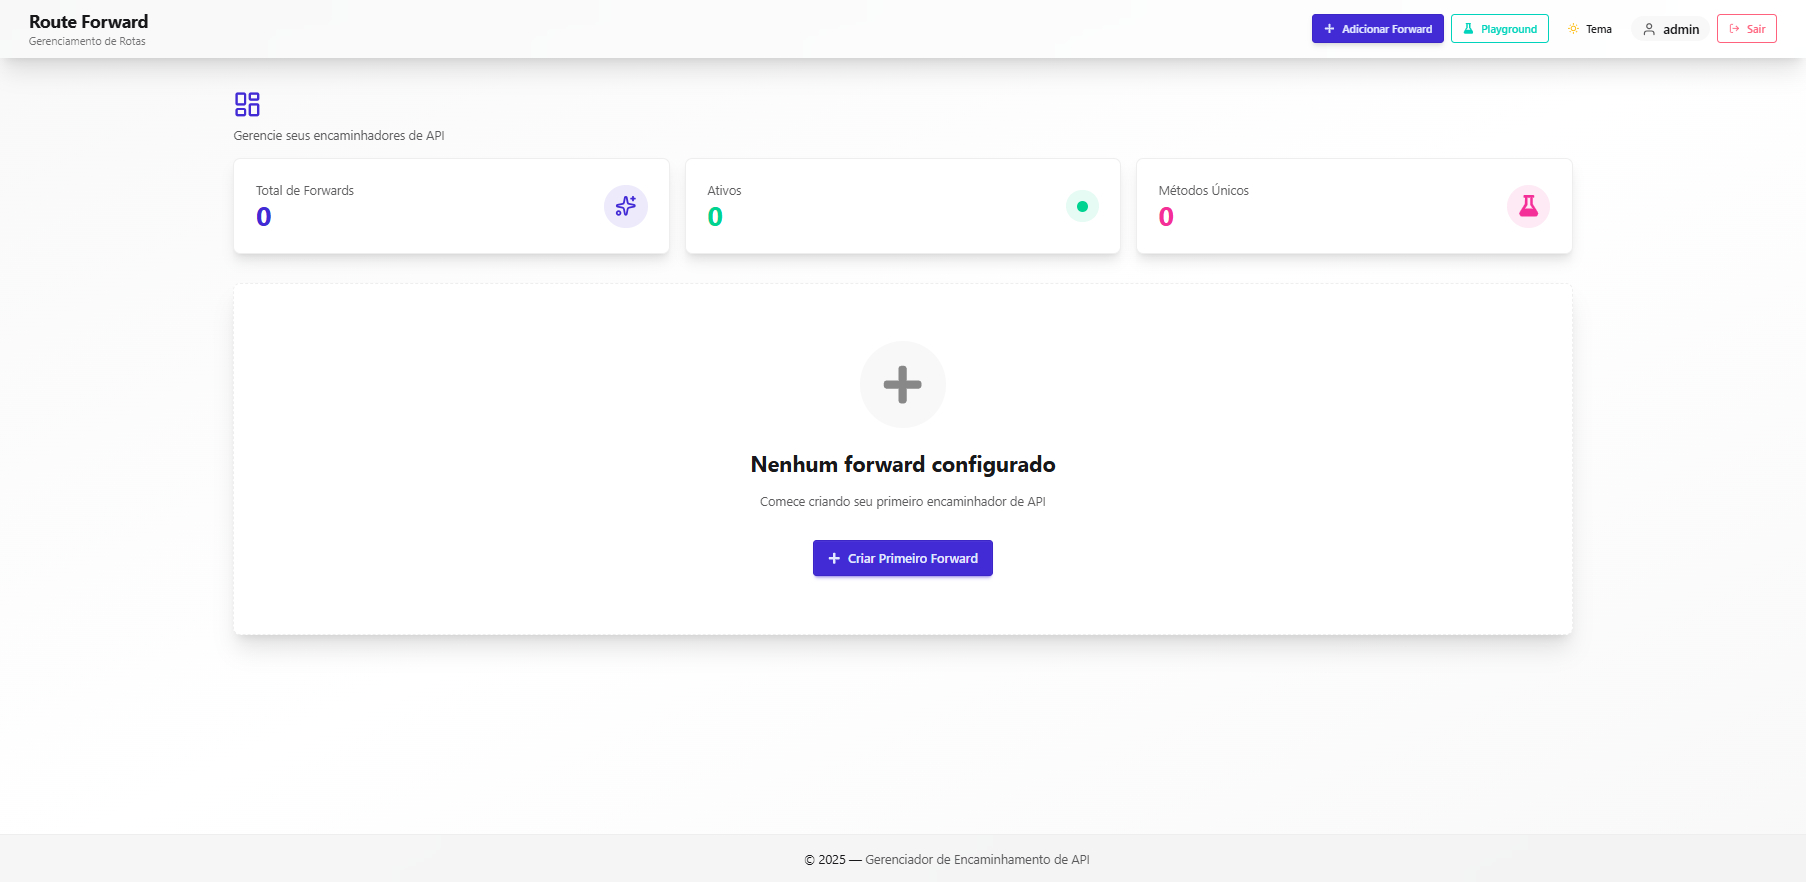 Route Forward
Gerenciamento de Rotas
Adicionar Forward
Playground
Tema
admin
Sair
Gerencie seus encaminhadores de API
Total de Forwards
0
Ativos
0
Métodos Únicos
0
Nenhum forward configurado
Comece criando seu primeiro encaminhador de API
Criar Primeiro Forward
© 2025 — Gerenciador de Encaminhamento de API